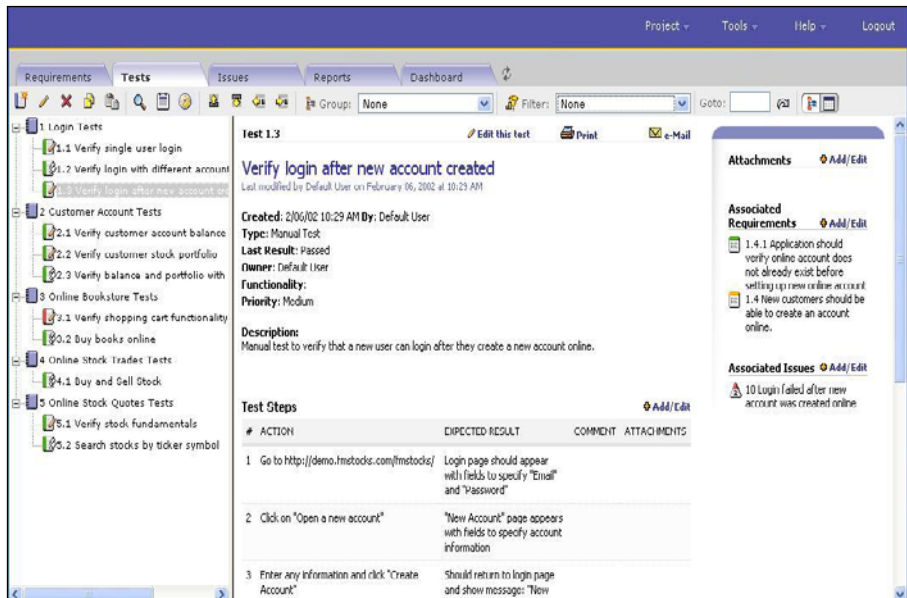 Project Tools Help Logout
Requirements Tests Issues Reports Dashboard
Group: None Filter: None Goto:
1 Login Tests
1.1 Verify single user login
1.2 Verify login with different account
1.3 Verify login after new account cre
2 Customer Account Tests
2.1 Verify customer account balance
2.2 Verify customer stock portfolio
2.3 Verify balance and portfolio with
3 Online Bookstore Tests
3.1 Verify shopping cart functionality
3.2 Buy books online
4 Online Stock Trades Tests
4.1 Buy and Sell Stock
5 Online Stock Quotes Tests
5.1 Verify stock fundamentals
5.2 Search stocks by ticker symbol
Test 1.3 Edit this test Print e-Mail
Verify login after new account created
Last modified by Default User on February 06, 2002 at 10:29 AM
Created: 2/06/02 10:29 AM By: Default User
Type: Manual Test
Last Result: Passed
Owner: Default User
Functionality:
Priority: Medium
Description:
Manual test to verify that a new user can login after they create a new account online.
Test Steps Add/Edit
# ACTION EXPECTED RESULT COMMENT ATTACHMENTS
1 Go to http://demo.fmstocks.com/fmstocks/ Login page should appear
with fields to specify "Email"
and "Password"
2 Click on "Open a new account" "New Account" page appears
with fields to specify account
information
3 Enter any information and click "Create Should return to login page
Account" and show message: "New
Attachments Add/Edit
Associated
Requirements Add/Edit
1.4.1 Application should
verify online account does
not already exist before
setting up new online account
1.4 New customers should be
able to create an account
online.
Associated Issues Add/Edit
10 Login failed after new
account was created online